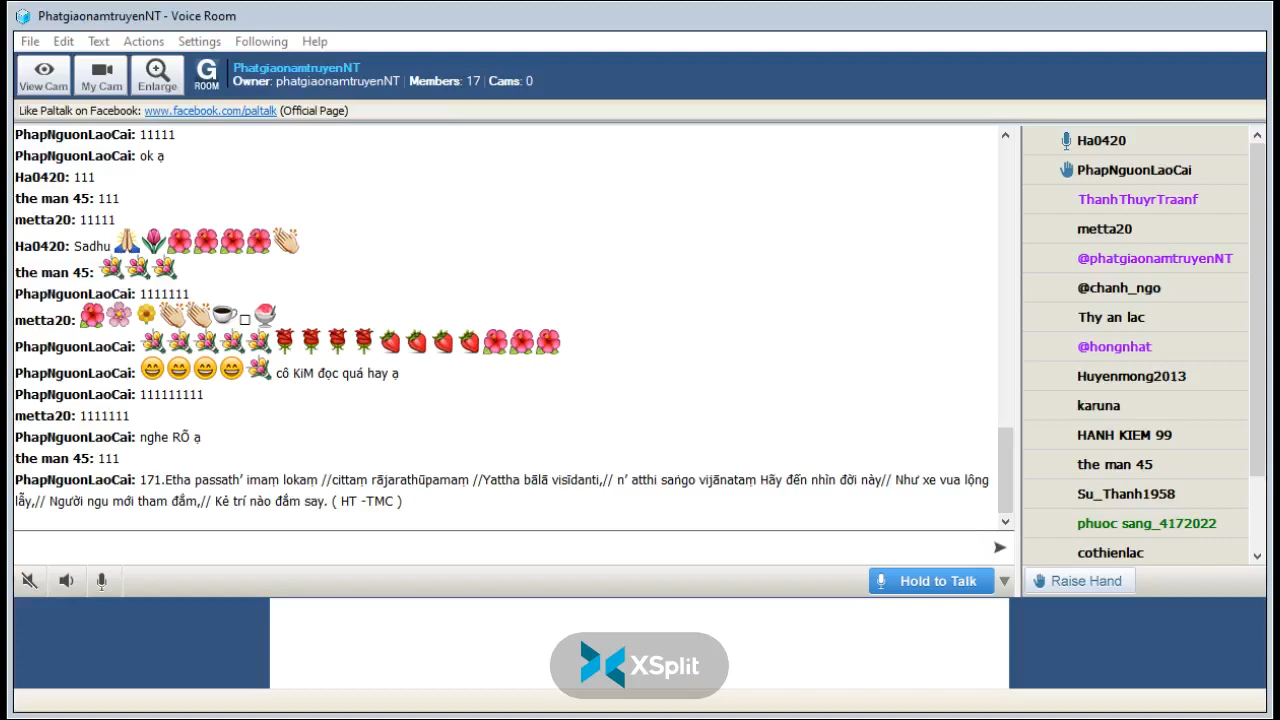 PhatgiaonamtruyenNT - Voice Room
File Edit Text Actions Settings Following Help
View Cam My Cam Enlarge G ROOM
PhatgiaonamtruyenNT
Owner: phatgiaonamtruyenNT Members: 17 Cams: 0
Like Paltalk on Facebook: www.facebook.com/paltalk (Official Page)
PhapNguonLaoCai: 11111
PhapNguonLaoCai: ok ạ
Ha0420: 111
the man 45: 111
metta20: 11111
Ha0420: Sadhu 🙏🌷🌺🌺🌺🌺👏
the man 45: 💐💐💐
PhapNguonLaoCai: 1111111
metta20: 🌺🌸🌼👏👏☕□🍨
PhapNguonLaoCai: 💐💐💐💐💐🌹🌹🌹🌹🍓🍓🍓🍓🌺🌺🌺
PhapNguonLaoCai: 😄😄😄😄💐 cô KiM đọc quá hay ạ
PhapNguonLaoCai: 111111111
metta20: 1111111
PhapNguonLaoCai: nghe RÕ ạ
the man 45: 111
PhapNguonLaoCai: 171.Etha passath’ imaṃ lokaṃ //cittaṃ rājarathūpamaṃ //Yattha bālā visīdanti,// n’ atthi saṅgo vijānataṃ Hãy đến nhìn đời này// Như xe vua lộng
lẫy,// Người ngu mới tham đắm,// Kẻ trí nào đắm say. ( HT -TMC )
Ha0420
PhapNguonLaoCai
ThanhThuyrTraanf
metta20
@phatgiaonamtruyenNT
@chanh_ngo
Thy an lac
@hongnhat
Huyenmong2013
karuna
HANH KIEM 99
the man 45
Su_Thanh1958
phuoc sang_4172022
cothienlac
Hold to Talk
Raise Hand
XSplit